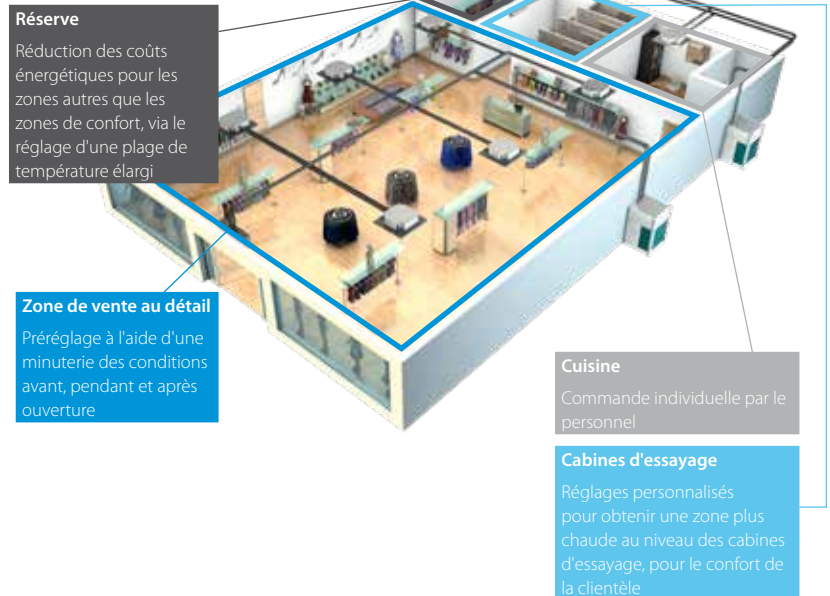 Réserve
Réduction des coûts
énergétiques pour les
zones autres que les
zones de confort, via le
réglage d'une plage de
température élargi
Zone de vente au détail
Préréglage à l'aide d'une
minuterie des conditions
avant, pendant et après
ouverture
Cuisine
Commande individuelle par le
personnel
Cabines d'essayage
Réglages personnalisés
pour obtenir une zone plus
chaude au niveau des cabines
d'essayage, pour le confort de
la clientèle